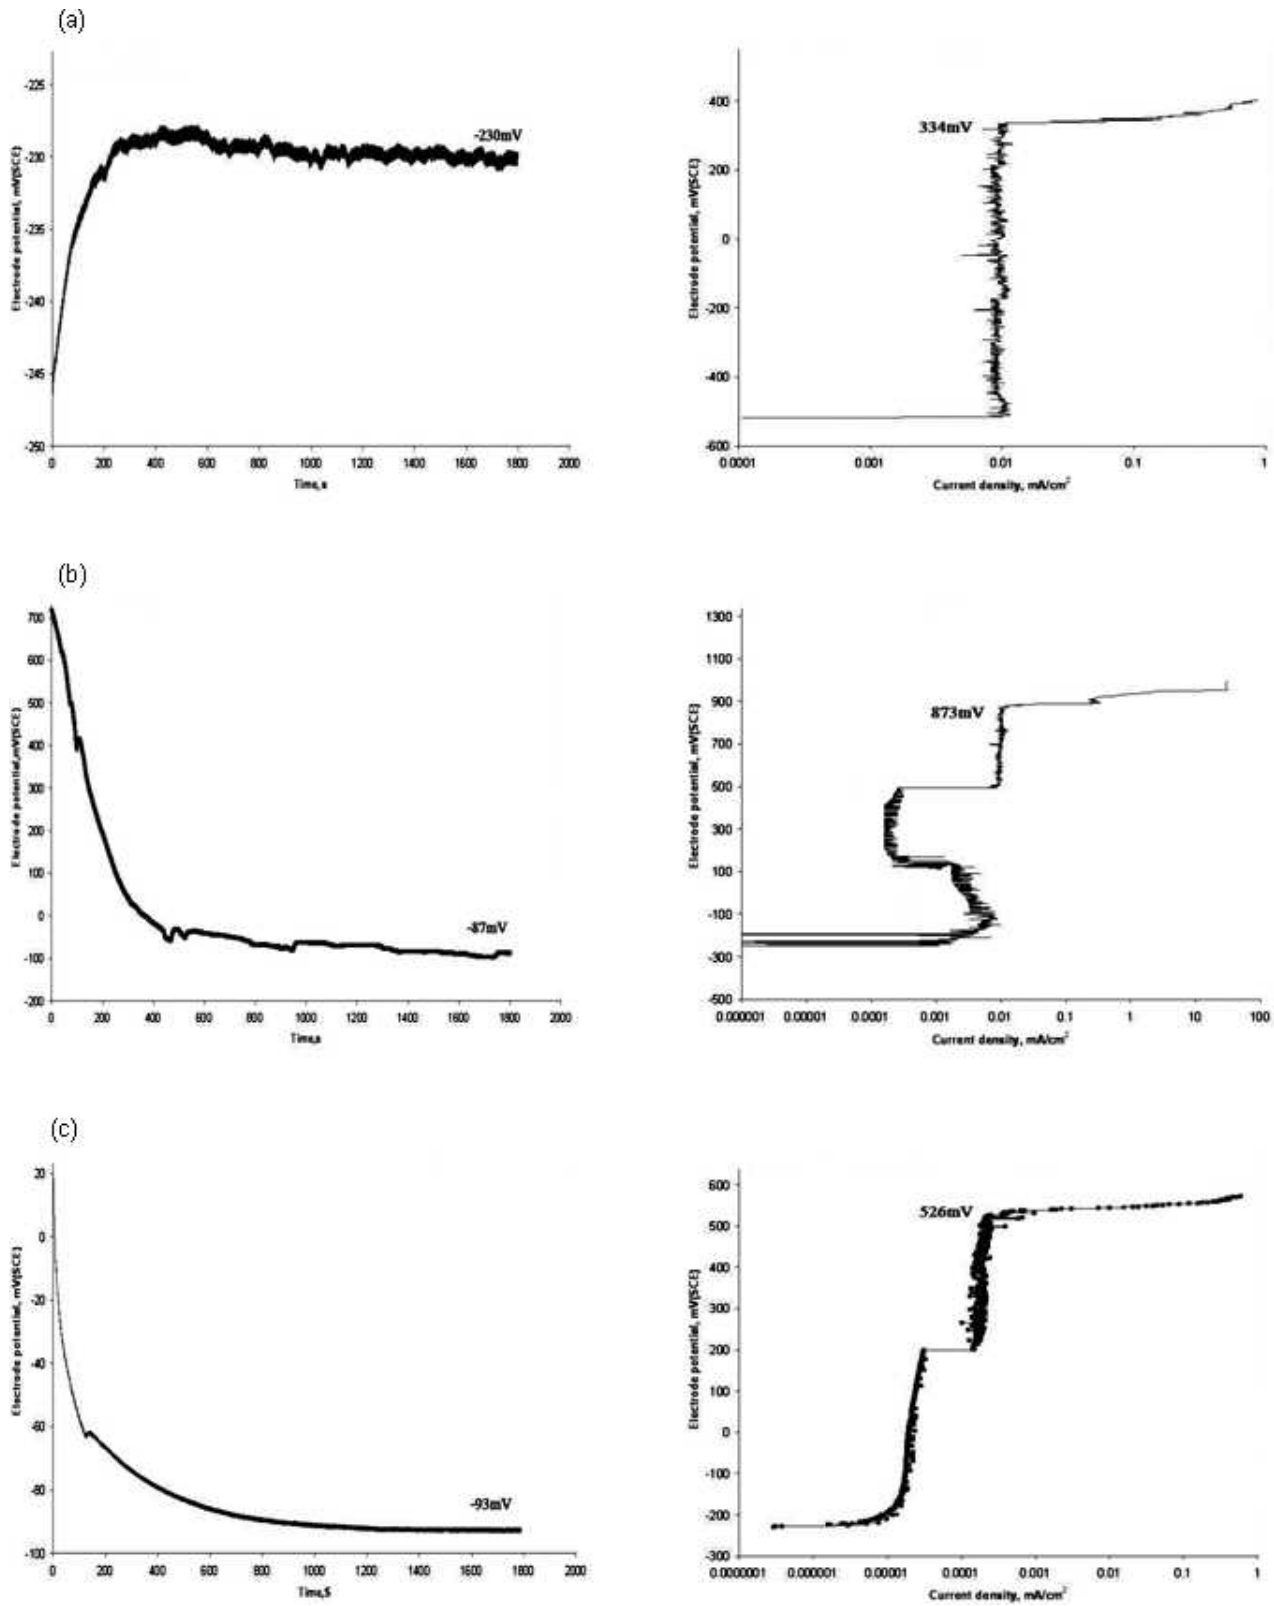 (a)
-225
-230
-235
-240
-245
-250
Electrode potential, mV(SCE)
-230mV
0 200 400 600 800 1000 1200 1400 1600 1800 2000
Time,s
400
200
0
-200
-400
-600
Electrode potential, mV(SCE)
334mV
0.0001 0.001 0.01 0.1 1
Current density, mA/cm²
(b)
700
600
500
400
300
200
100
0
-100
-200
Electrode potential,mV(SCE)
-87mV
0 200 400 600 800 1000 1200 1400 1600 1800 2000
Time,s
1300
1100
900
700
500
300
100
-100
-300
-500
Electrode potential, mV(SCE)
873mV
0.000001 0.00001 0.0001 0.001 0.01 0.1 1 10 100
Current density, mA/cm²
(c)
20
0
-20
-40
-60
-80
-100
Electrode potential, mV(SCE)
-93mV
0 200 400 600 800 1000 1200 1400 1600 1800 2000
Time,S
600
500
400
300
200
100
0
-100
-200
-300
Electrode potential, mV(SCE)
526mV
0.0000001 0.000001 0.00001 0.0001 0.001 0.01 0.1 1
Current density, mA/cm²